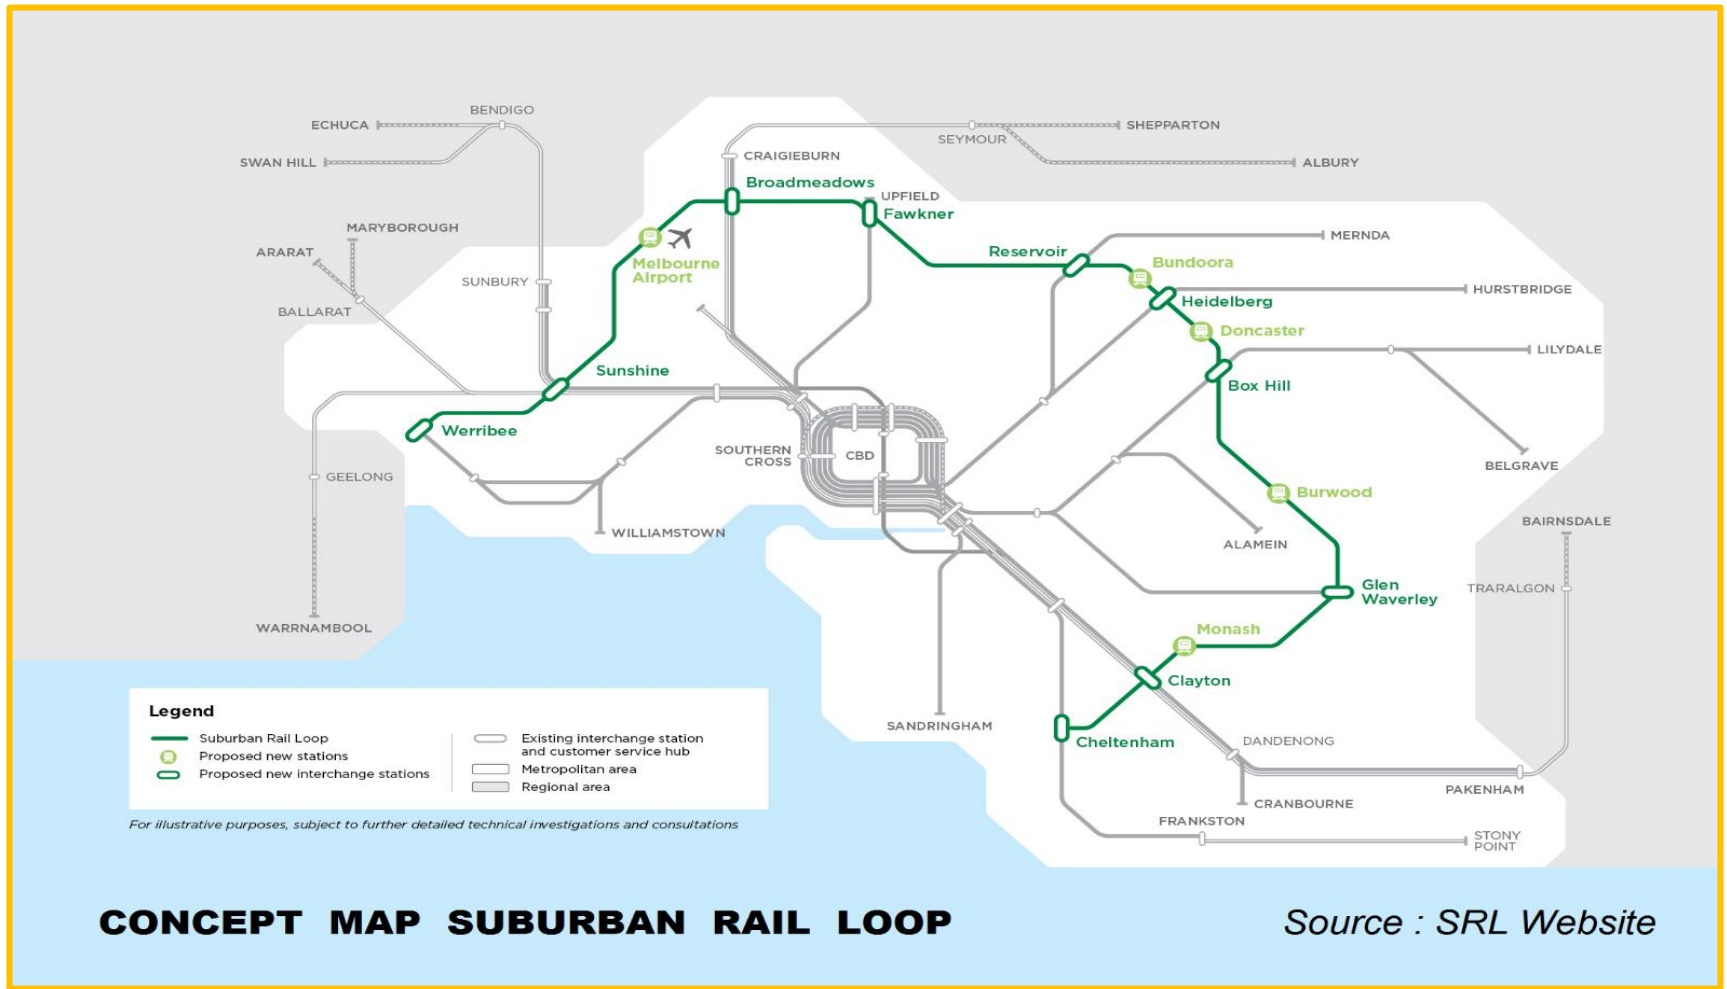 BENDIGO
ECHUCA
SWAN HILL
SEYMOUR
SHEPPARTON
ALBURY
CRAIGIEBURN
Broadmeadows
UPFIELD
Fawkner
MARYBOROUGH
ARARAT
SUNBURY
BALLARAT
Melbourne
Airport
Reservoir
MERNDA
Bundoora
HURSTBRIDGE
Heidelberg
Doncaster
LILYDALE
Box Hill
Sunshine
Werribee
GEELONG
SOUTHERN
CROSS
CBD
BELGRAVE
Burwood
BAIRNSDALE
WILLIAMSTOWN
ALAMEIN
Glen
Waverley
TRARALGON
WARRNAMBOOL
Monash
Clayton
SANDRINGHAM
Cheltenham
DANDENONG
PAKENHAM
CRANBOURNE
FRANKSTON
STONY
POINT
Legend
Suburban Rail Loop
Proposed new stations
Proposed new interchange stations
Existing interchange station
and customer service hub
Metropolitan area
Regional area
For illustrative purposes, subject to further detailed technical investigations and consultations
CONCEPT MAP SUBURBAN RAIL LOOP
Source : SRL Website